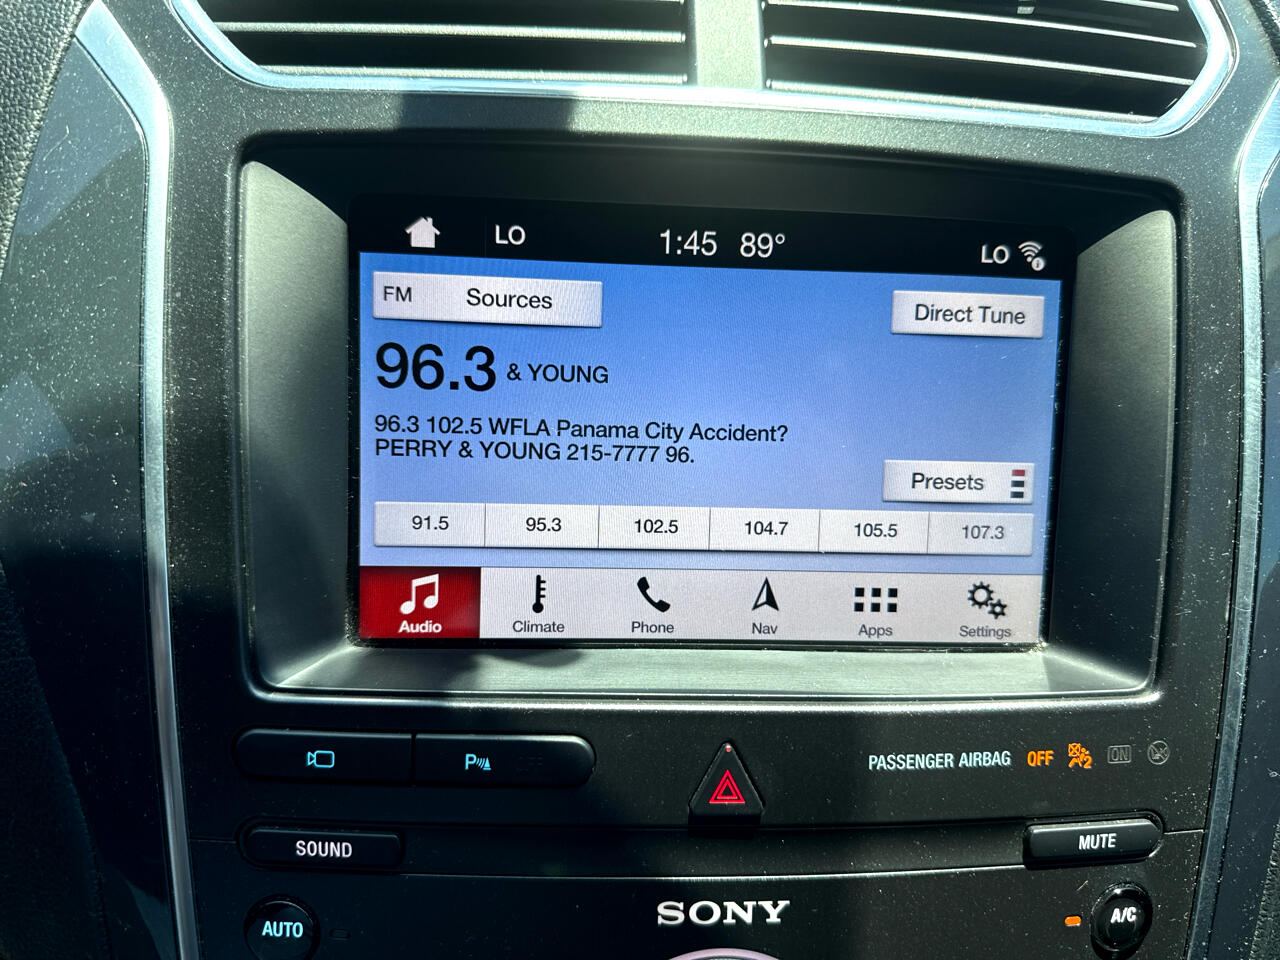 LO 1:45 89° LO
FM Sources
Direct Tune
96.3 & YOUNG
96.3 102.5 WFLA Panama City Accident?
PERRY & YOUNG 215-7777 96.
Presets
91.5 95.3 102.5 104.7 105.5 107.3
Audio Climate Phone Nav Apps Settings
P
PASSENGER AIRBAG OFF 2 ON
SOUND
MUTE
SONY
AUTO
A/C